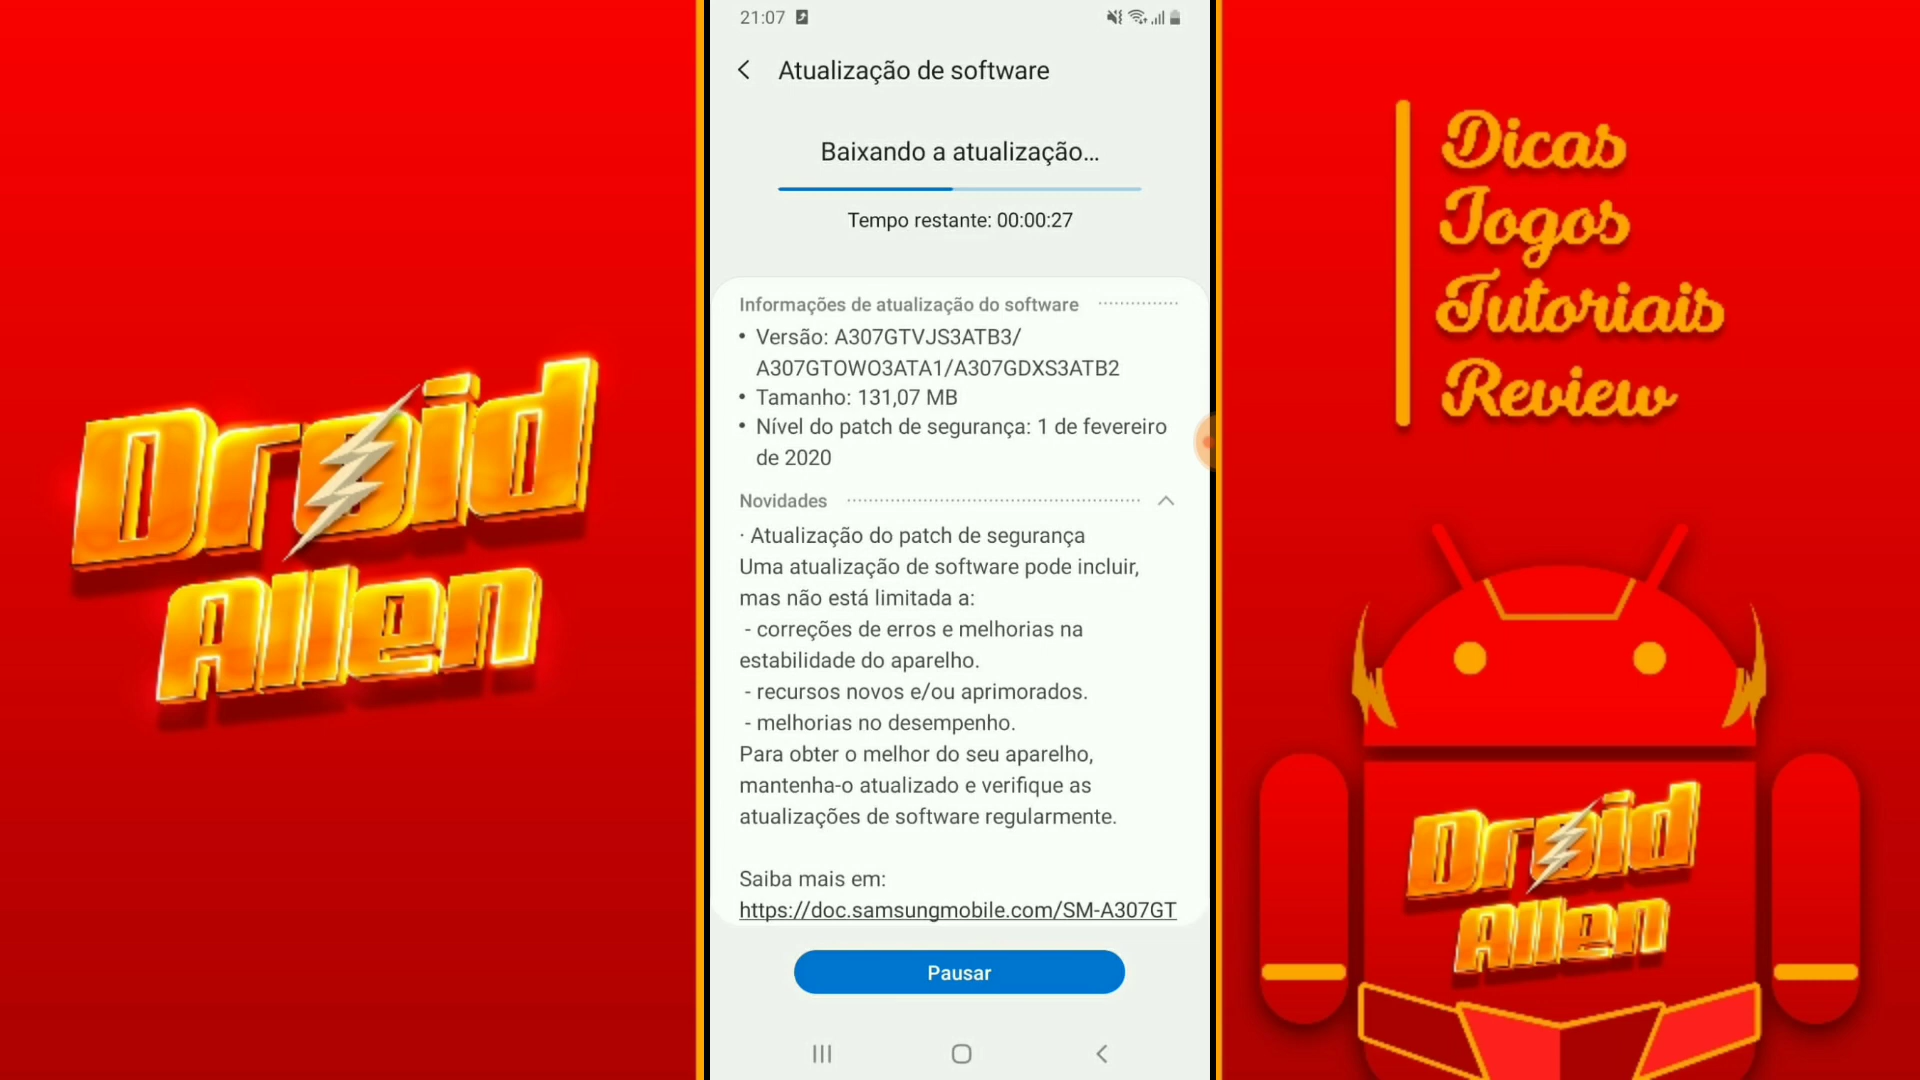 Droid
Allen
21:07
Atualização de software
Baixando a atualização...
Tempo restante: 00:00:27
Informações de atualização do software
• Versão: A307GTVJS3ATB3/
A307GTOWO3ATA1/A307GDXS3ATB2
• Tamanho: 131,07 MB
• Nível do patch de segurança: 1 de fevereiro
de 2020
Novidades
· Atualização do patch de segurança
Uma atualização de software pode incluir,
mas não está limitada a:
- correções de erros e melhorias na
estabilidade do aparelho.
- recursos novos e/ou aprimorados.
- melhorias no desempenho.
Para obter o melhor do seu aparelho,
mantenha-o atualizado e verifique as
atualizações de software regularmente.
Saiba mais em:
https://doc.samsungmobile.com/SM-A307GT
Pausar
Dicas
Jogos
Tutoriais
Review
Droid
Allen